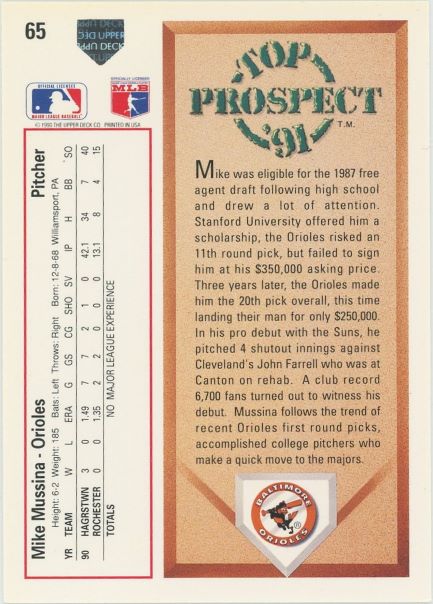 65
UPPER DECK
OFFICIAL LICENSEE
MAJOR LEAGUE BASEBALL
OFFICIALLY LICENSED
MLB
© 1990 THE UPPER DECK CO. PRINTED IN USA
TOP
PROSPECT
'91
T.M.
Mike was eligible for the 1987 free
agent draft following high school
and drew a lot of attention.
Stanford University offered him a
scholarship, the Orioles risked an
11th round pick, but failed to sign
him at his $350,000 asking price.
Three years later, the Orioles made
him the 20th pick overall, this time
landing their man for only $250,000.
In his pro debut with the Suns, he
pitched 4 shutout innings against
Cleveland's John Farrell who was at
Canton on rehab. A club record
6,700 fans turned out to witness his
debut. Mussina follows the trend of
recent Orioles first round picks,
accomplished college pitchers who
make a quick move to the majors.
BALTIMORE
ORIOLES
®
Mike Mussina - Orioles Pitcher
Height: 6-2 Weight: 185 Bats: Left Throws: Right Born: 12-8-68 Williamsport, PA
YR TEAM W L ERA G GS CG SHO SV IP H BB SO
90 HAGRSTWN 3 0 1.49 7 7 2 1 0 42.1 34 7 40
ROCHESTER 0 0 1.35 2 2 0 0 0 13.1 8 4 15
TOTALS NO MAJOR LEAGUE EXPERIENCE